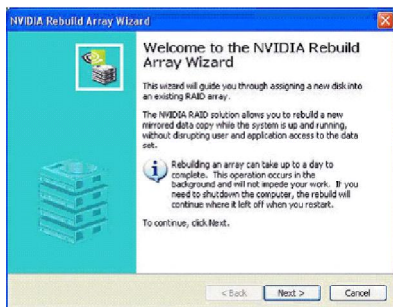 NVIDIA Rebuild Array Wizard
Welcome to the NVIDIA Rebuild
Array Wizard
This wizard will guide you through assigning a new disk into
an existing RAID array.
The NVIDIA RAID solution allows you to rebuild a new
mirrored data copy while the system is up and running,
without disrupting user and application access to the data
set.
Rebuilding an array can take up to a day to
complete. This operation occurs in the
background and will not impede your work. If you
need to shutdown the computer, the rebuild will
continue where it left off when you restart.
To continue, click Next.
< Back Next > Cancel